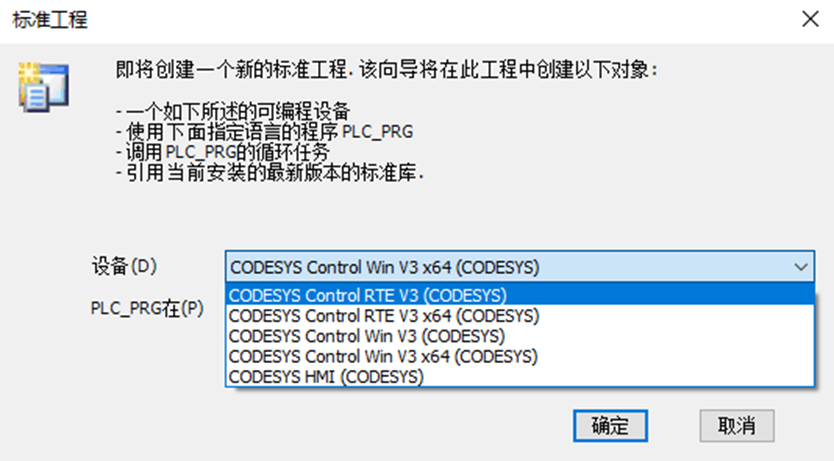 标准工程
即将创建一个新的标准工程.该向导将在此工程中创建以下对象:
- 一个如下所述的可编程设备
- 使用下面指定语言的程序 PLC_PRG
- 调用PLC_PRG的循环任务
- 引用当前安装的最新版本的标准库.
设备(D)
CODESYS Control Win V3 x64 (CODESYS)
CODESYS Control RTE V3 (CODESYS)
PLC_PRG在(P)
CODESYS Control RTE V3 x64 (CODESYS)
CODESYS Control Win V3 (CODESYS)
CODESYS Control Win V3 x64 (CODESYS)
CODESYS HMI (CODESYS)
确定
取消